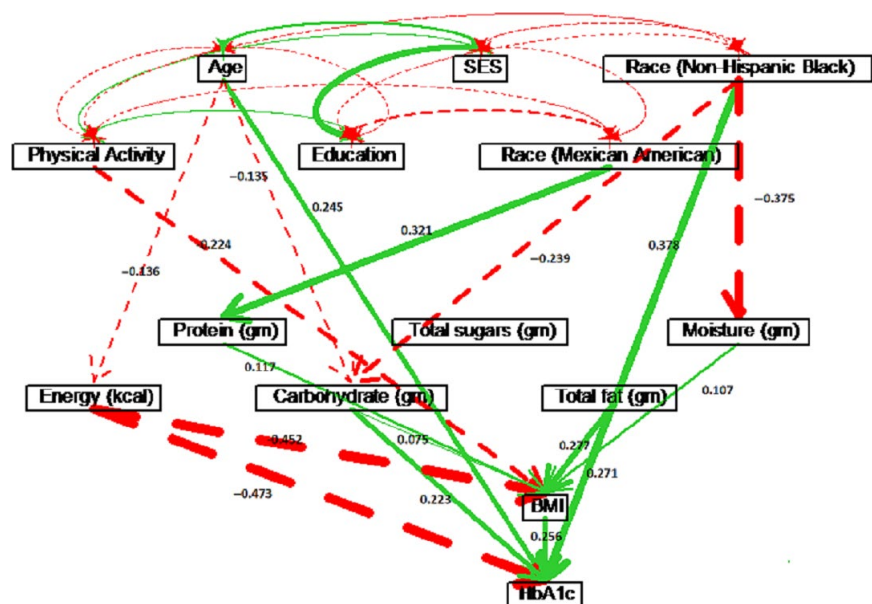 Age
SES
Race (Non-Hispanic Black)
Physical Activity
Education
Race (Mexican American)
−0.135
−0.375
0.245
0.321
0.378
-0.224
−0.239
−0.136
Protein (gm)
Total sugars (gm)
Moisture (gm)
0.117
0.107
Energy (kcal)
Carbohydrate (gm)
Total fat (gm)
0.452
0.075
0.277
0.271
−0.473
0.223
BMI
0.256
HbA1c